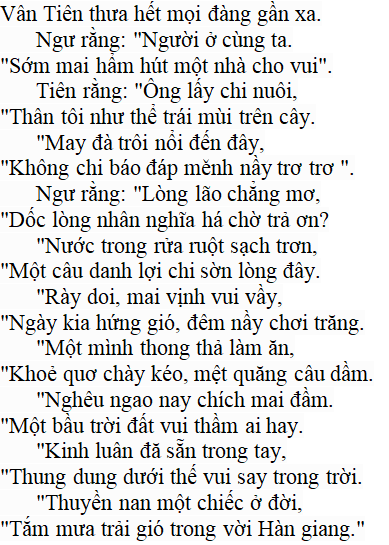 Vân Tiên thưa hết mọi đàng gần xa.
Ngư rằng: "Người ở cùng ta.
"Sớm mai hẩm hút một nhà cho vui".
Tiên rằng: "Ông lấy chi nuôi,
"Thân tôi như thể trái mùi trên cây.
"May đà trôi nổi đến đây,
"Không chi báo đáp mềnh nầy trơ trơ ".
Ngư rằng: "Lòng lão chẳng mơ,
"Dốc lòng nhân nghĩa há chờ trả ơn?
"Nước trong rửa ruột sạch trơn,
"Một câu danh lợi chi sờn lòng đây.
"Rày doi, mai vịnh vui vầy,
"Ngày kia hứng gió, đêm nầy chơi trăng.
"Một mình thong thả làm ăn,
"Khoẻ quơ chày kéo, mệt quăng câu dầm.
"Nghêu ngao nay chích mai đầm.
"Một bầu trời đất vui thầm ai hay.
"Kinh luân đã sẵn trong tay,
"Thung dung dưới thế vui say trong trời.
"Thuyền nan một chiếc ở đời,
"Tắm mưa trải gió trong vời Hàn giang."